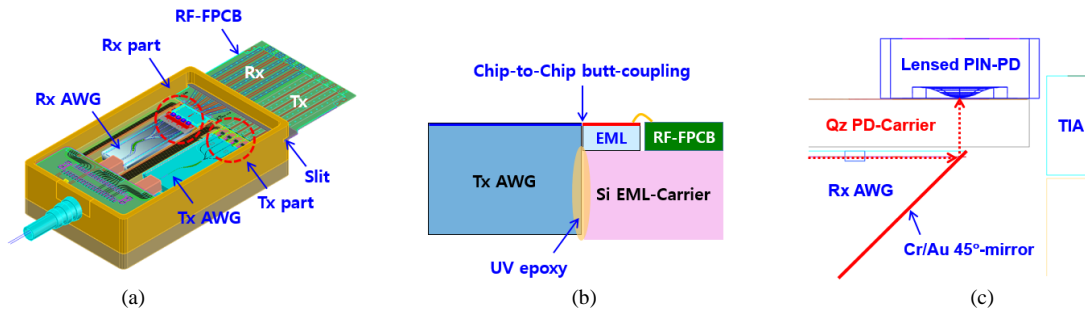 RF-FPCB
Rx part
Rx
Rx AWG
Tx
Slit
Tx AWG
Tx part
(a)
Chip-to-Chip butt-coupling
EML
RF-FPCB
Tx AWG
Si EML-Carrier
UV epoxy
(b)
Lensed PIN-PD
Qz PD-Carrier
TIA
Rx AWG
Cr/Au 45°-mirror
(c)